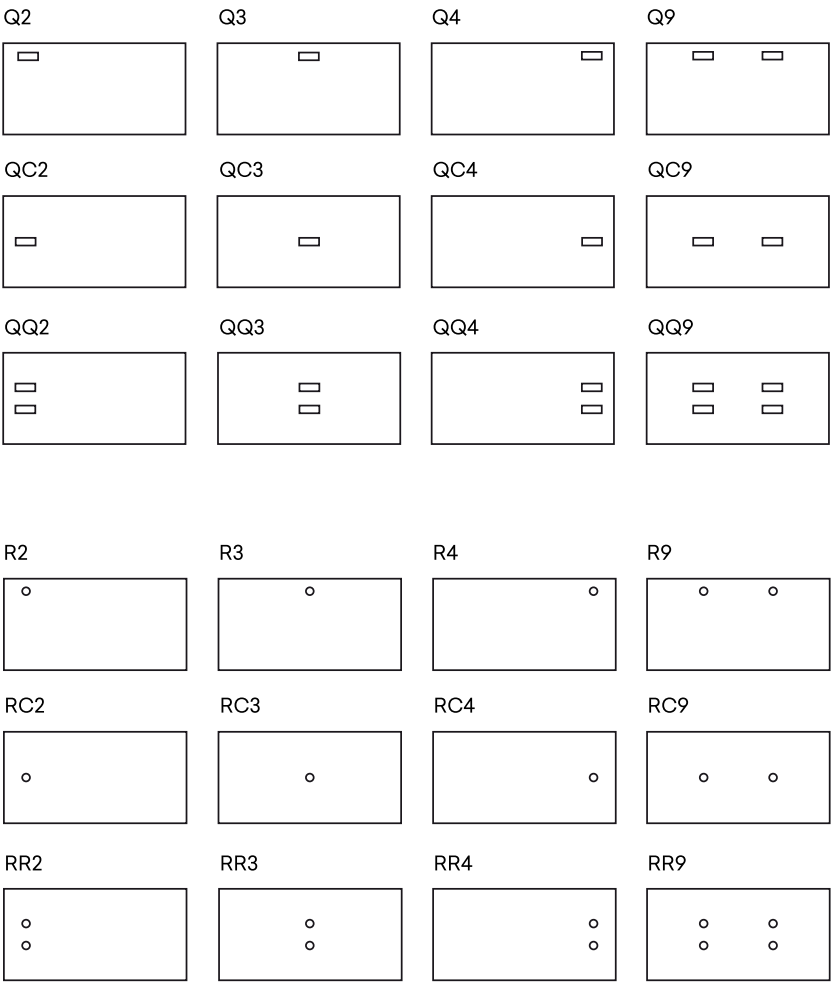 Q2 Q3 Q4 Q9
QC2 QC3 QC4 QC9
QQ2 QQ3 QQ4 QQ9
R2 R3 R4 R9
RC2 RC3 RC4 RC9
RR2 RR3 RR4 RR9